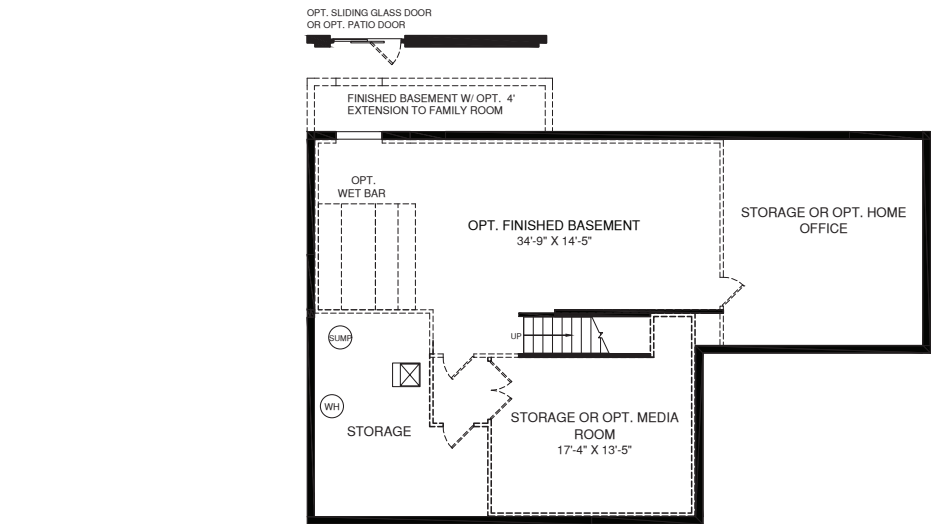 OPT. SLIDING GLASS DOOR
OR OPT. PATIO DOOR
FINISHED BASEMENT W/ OPT. 4'
EXTENSION TO FAMILY ROOM
OPT.
WET BAR
OPT. FINISHED BASEMENT
34'-9" X 14'-5"
STORAGE OR OPT. HOME
OFFICE
UP
SUMP
WH
STORAGE
STORAGE OR OPT. MEDIA
ROOM
17'-4" X 13'-5"